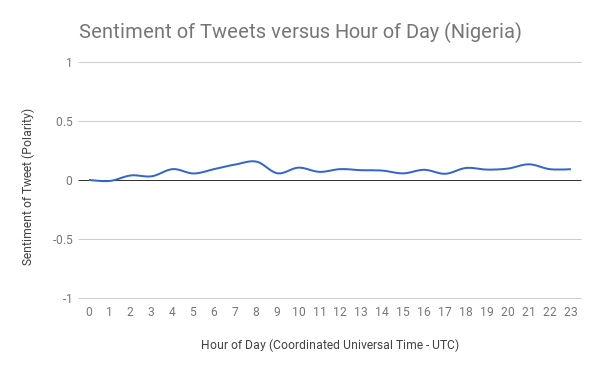 Sentiment of Tweets versus Hour of Day (Nigeria)
1
0.5
0
-0.5
-1
Sentiment of Tweet (Polarity)
0 1 2 3 4 5 6 7 8 9 10 11 12 13 14 15 16 17 18 19 20 21 22 23
Hour of Day (Coordinated Universal Time - UTC)